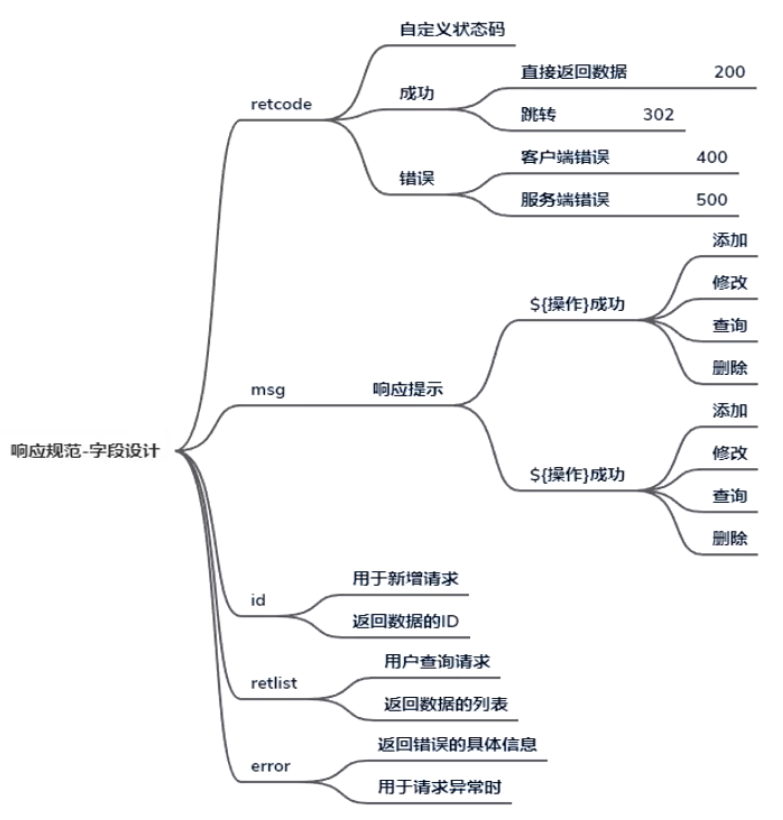 响应规范-字段设计
retcode
自定义状态码
成功
直接返回数据 200
跳转 302
错误
客户端错误 400
服务端错误 500
msg
响应提示
${操作}成功
添加
修改
查询
删除
${操作}成功
添加
修改
查询
删除
id
用于新增请求
返回数据的ID
retlist
用户查询请求
返回数据的列表
error
返回错误的具体信息
用于请求异常时